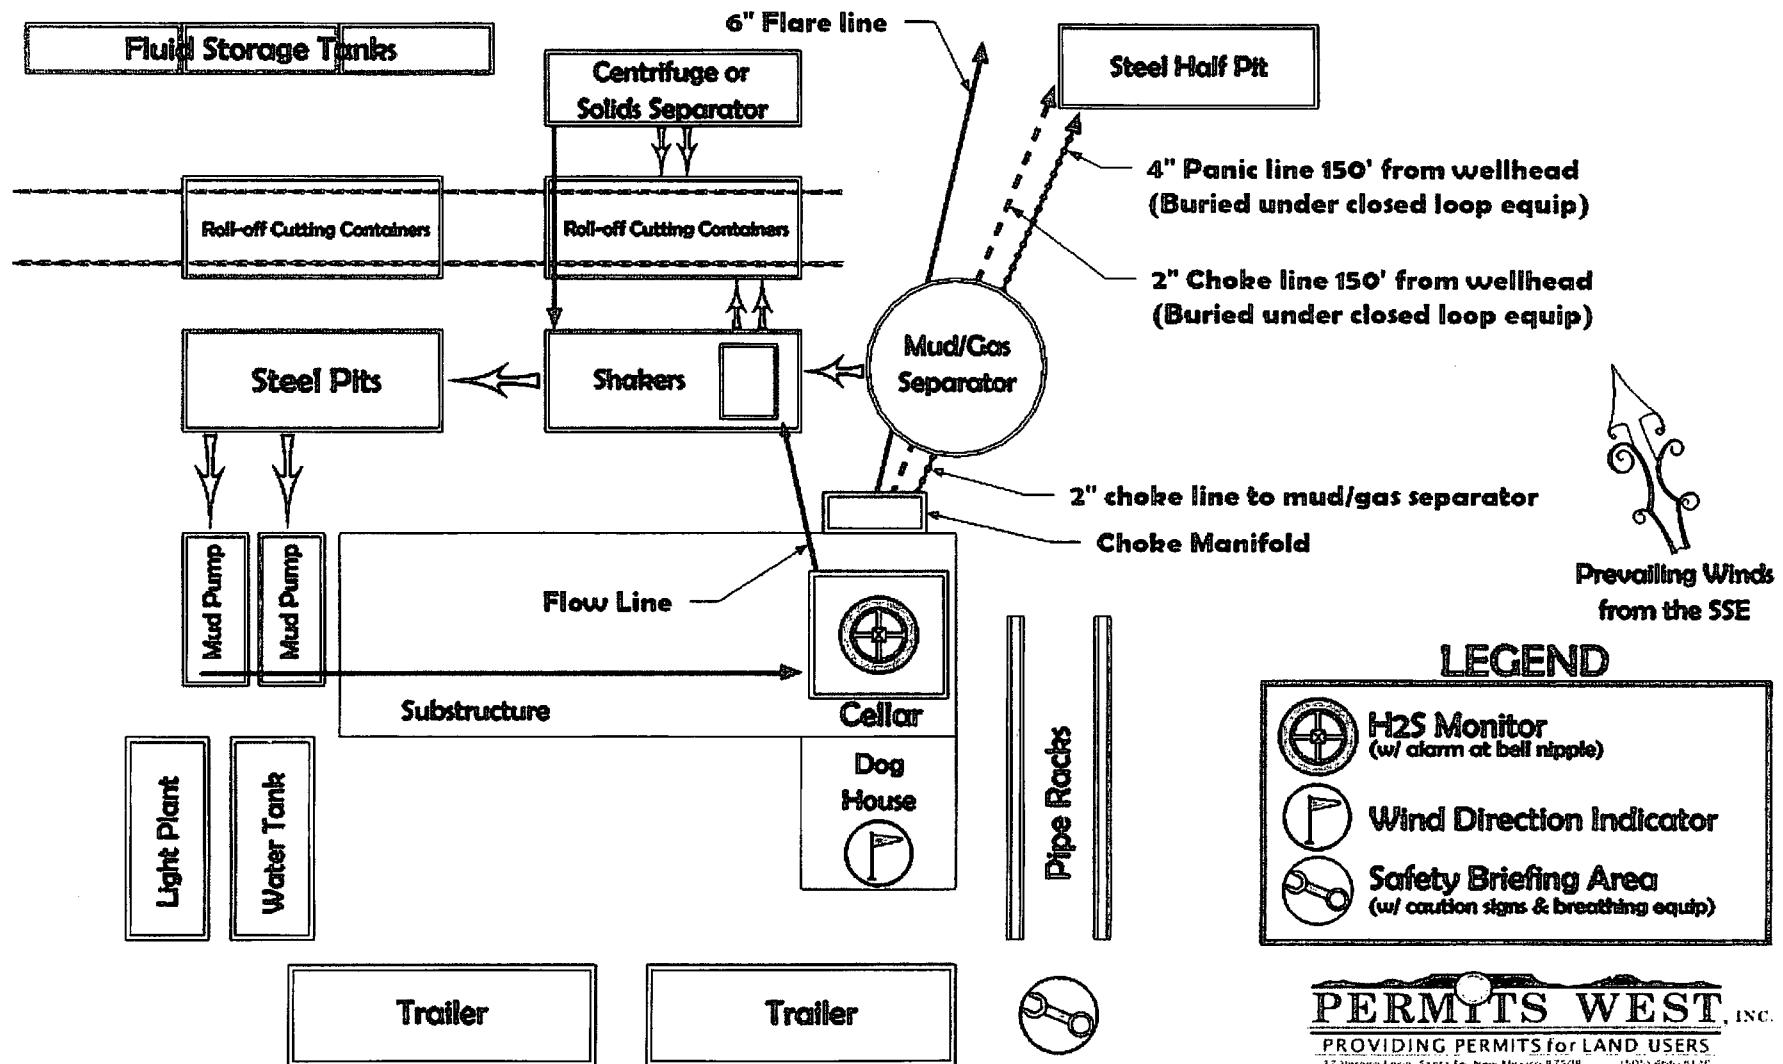 6" Flare line
Fluid Storage Tanks
Centrifuge or
Solids Separator
Steel Half Pit
4" Panic line 150' from wellhead
(Buried under closed loop equip)
Roll-off Cutting Containers
Roll-off Cutting Containers
2" Choke line 150' from wellhead
(Buried under closed loop equip)
Mud/Gas
Separator
Steel Pits
Shakers
2" choke line to mud/gas separator
Choke Manifold
Mud Pump
Mud Pump
Flow Line
Prevailing Winds
from the SSE
Substructure
Cellar
LEGEND
H2S Monitor
(w/ alarm at bell nipple)
Dog
House
Pipe Racks
Light Plant
Water Tank
Wind Direction Indicator
Safety Briefing Area
(w/ caution signs & breathing equip)
Trailer
Trailer
PERMITS WEST, INC.
PROVIDING PERMITS for LAND USERS